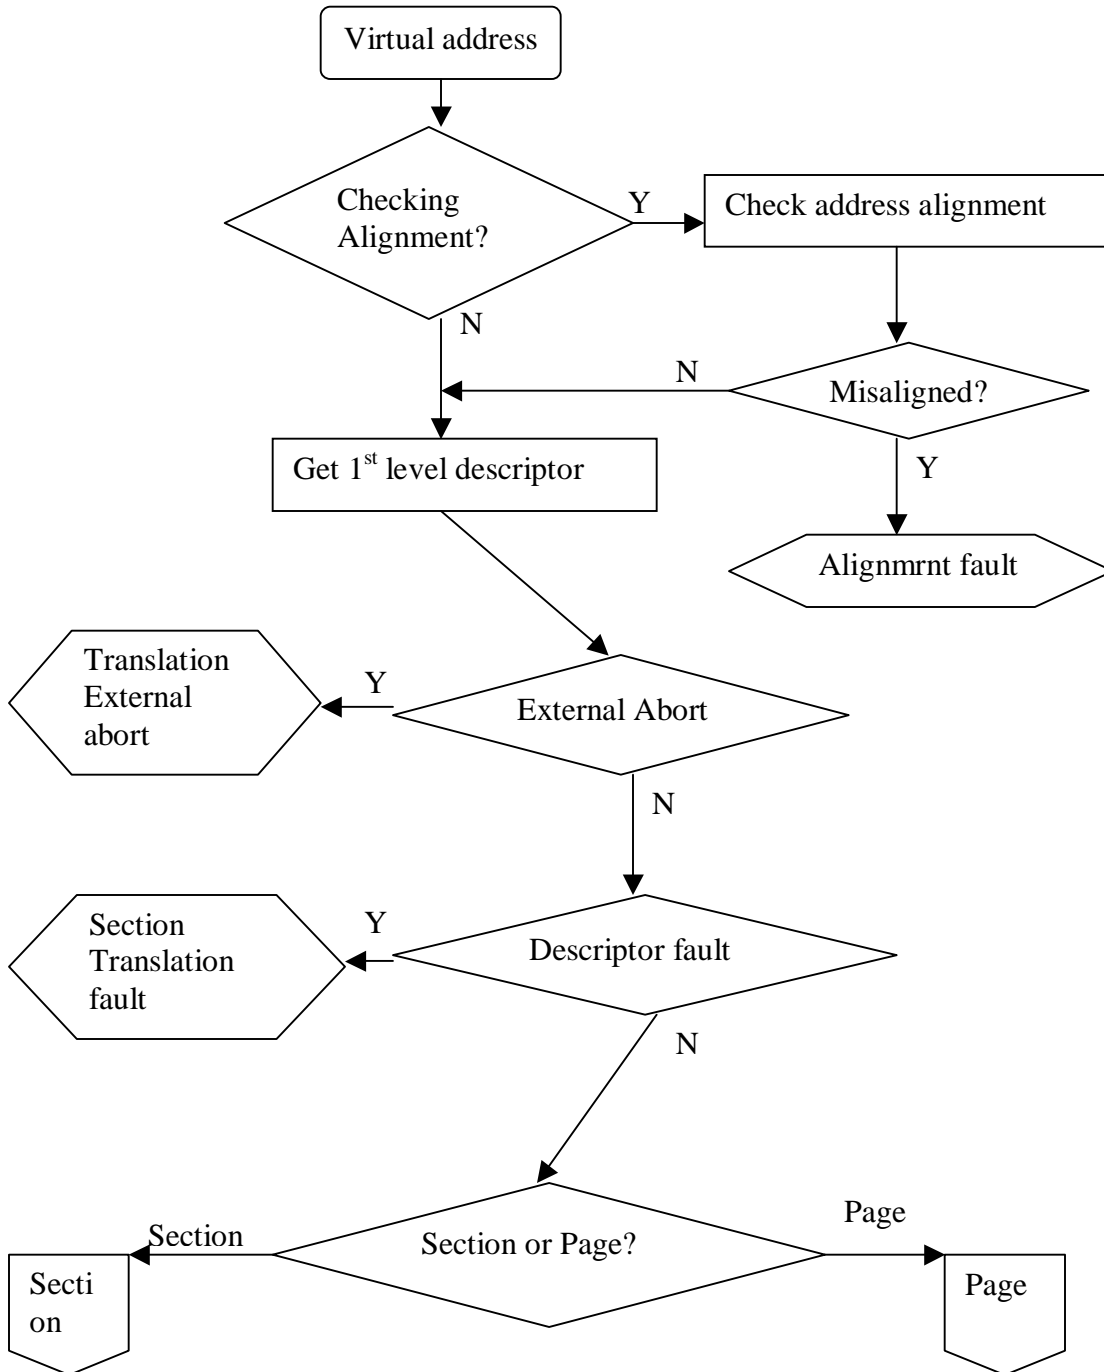 Virtual address
Checking
Alignment?
Y
Check address alignment
N
N
Misaligned?
Get 1st level descriptor
Y
Alignmrnt fault
Translation
External
abort
Y
External Abort
N
Section
Translation
fault
Y
Descriptor fault
N
Section
Section or Page?
Page
Secti
on
Page